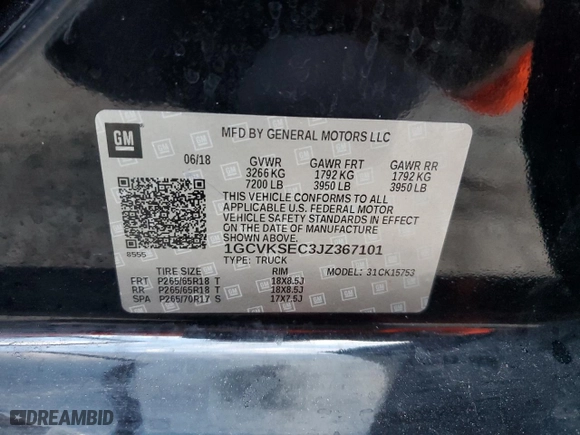 GM
MFD BY GENERAL MOTORS LLC
06/18 GVWR GAWR FRT GAWR RR
3266 KG 1792 KG 1792 KG
7200 LB 3950 LB 3950 LB
THIS VEHICLE CONFORMS TO ALL
APPLICABLE U.S. FEDERAL MOTOR
VEHICLE SAFETY STANDARDS IN EFFECT
ON THE DATE OF MANUFACTURE
SHOWN ABOVE.
1GCVKSEC3JZ367101
8555 TYPE: TRUCK MODEL: 31CK15753
TIRE SIZE RIM
FRT P265/65R18 T 18X8.5J
RR P265/65R18 T 18X8.5J
SPA P265/70R17 S 17X7.5J
DREAMBID